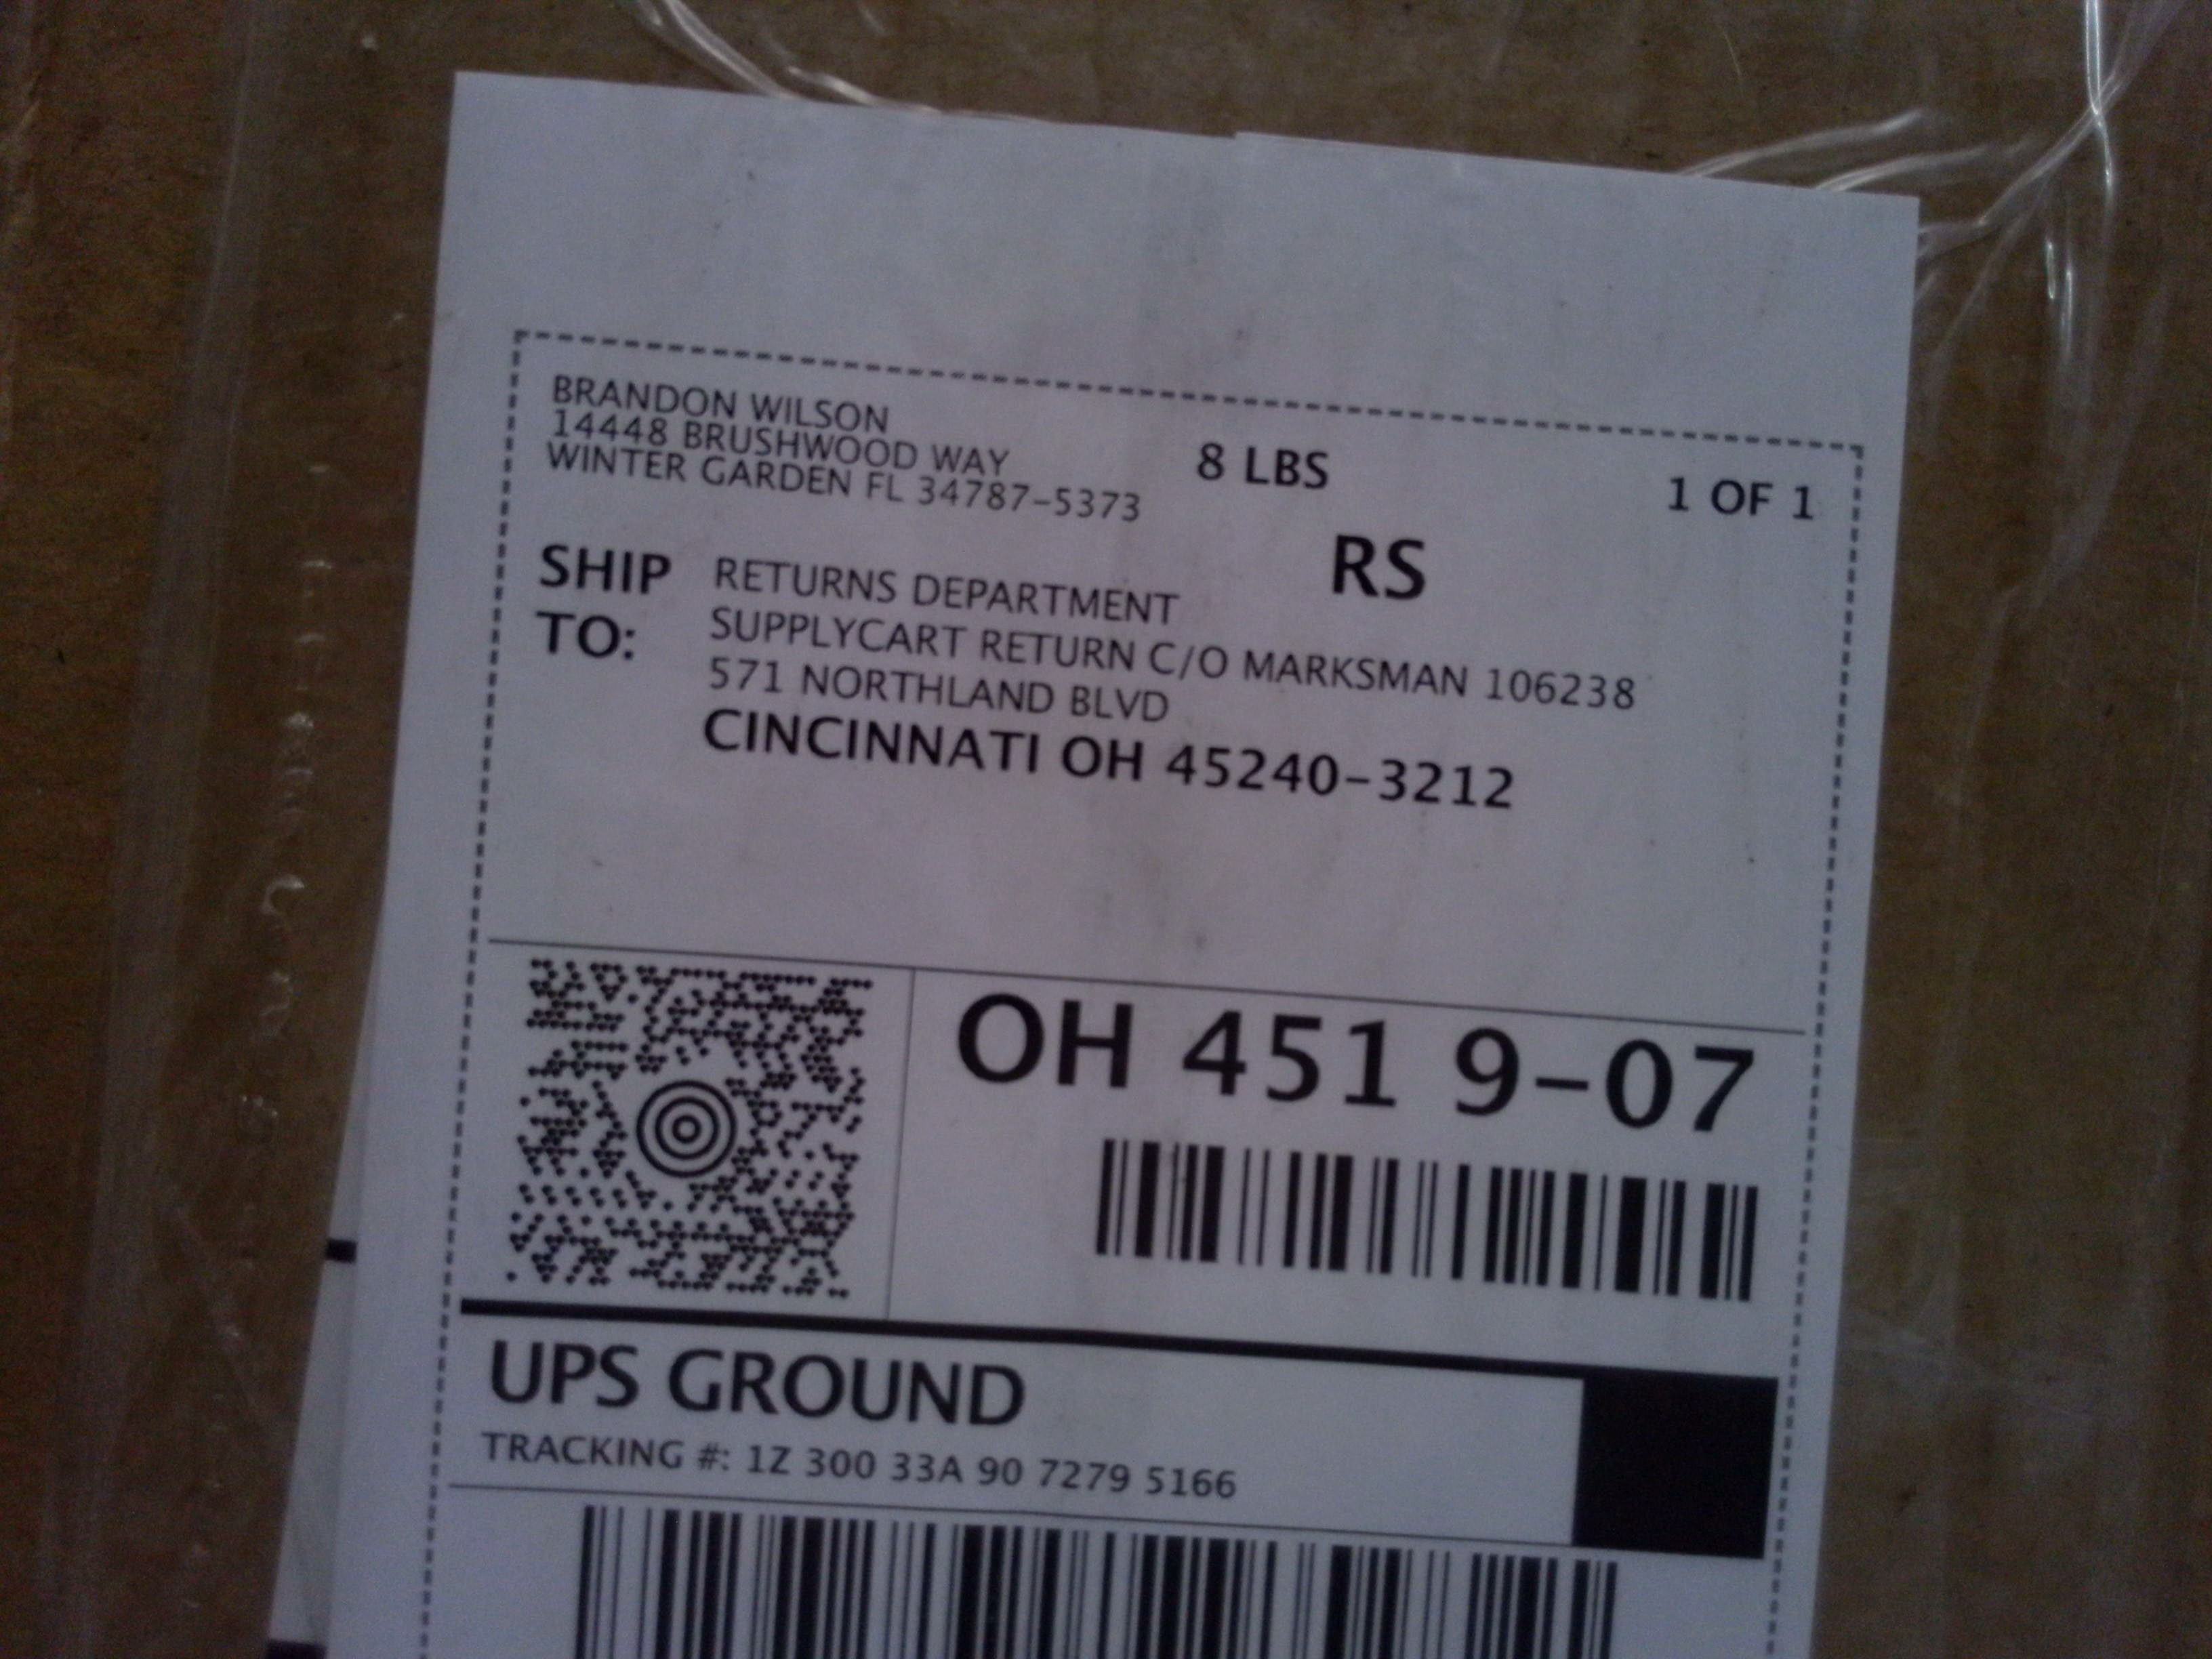 BRANDON WILSON
14448 BRUSHWOOD WAY
WINTER GARDEN FL 34787-5373
8 LBS
1 OF 1
RS
SHIP TO:
RETURNS DEPARTMENT
SUPPLYCART RETURN C/O MARKSMAN 106238
571 NORTHLAND BLVD
CINCINNATI OH 45240-3212
OH 451 9-07
UPS GROUND
TRACKING #: 1Z 300 33A 90 7279 5166